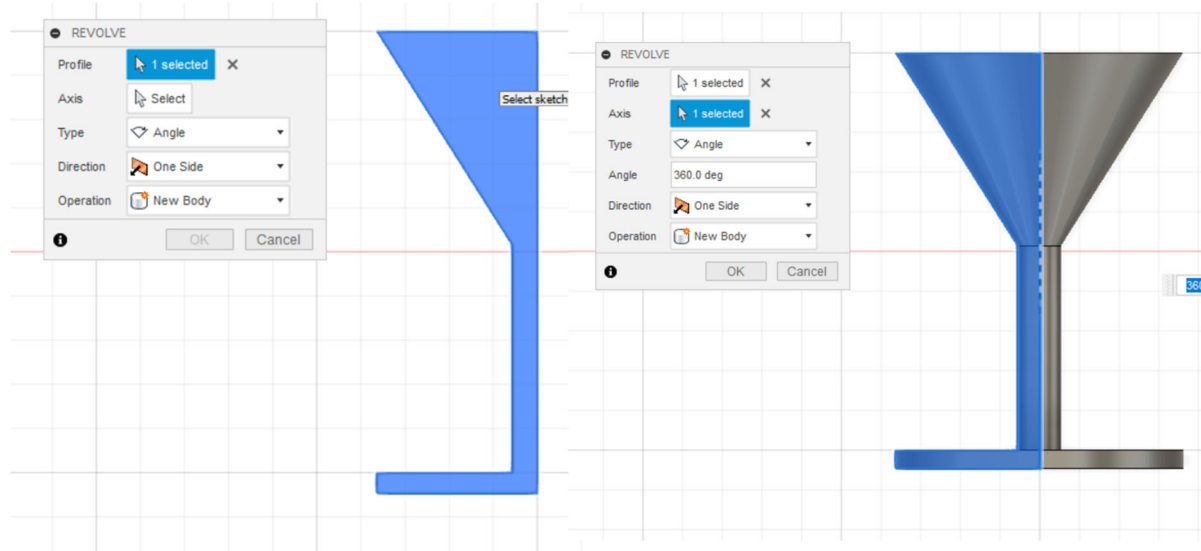 REVOLVE
Profile 1 selected
Axis Select
Type Angle
Direction One Side
Operation New Body
OK Cancel
Select sketch
REVOLVE
Profile 1 selected
Axis 1 selected
Type Angle
Angle 360.0 deg
Direction One Side
Operation New Body
OK Cancel
360